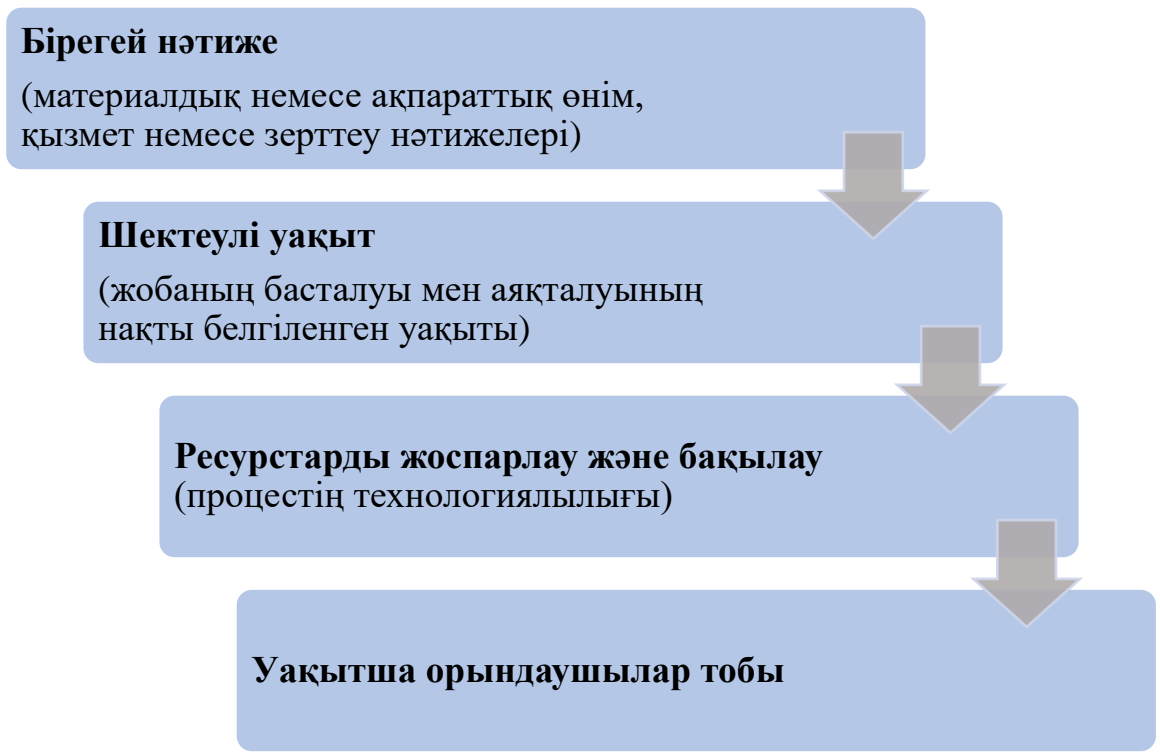 Бірегей нәтиже
(материалдық немесе ақпараттық өнім,
қызмет немесе зерттеу нәтижелері)
Шектеулі уақыт
(жобаның басталуы мен аяқталуының
нақты белгіленген уақыты)
Ресурстарды жоспарлау және бақылау
(процестің технологиялылығы)
Уақытша орындаушылар тобы